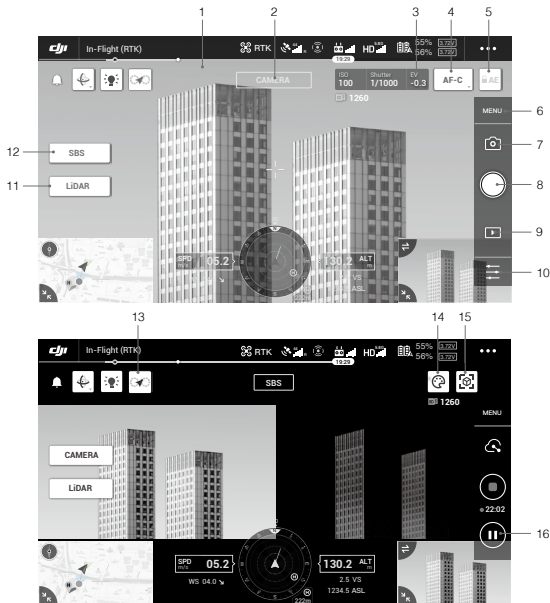 1
2
3
4
5
dji In-Flight (RTK)
RTK
HD
55% 3.72V
56% 3.72V
19:29
CAMERA
ISO
100
Shutter
1/1000
EV
-0.3
AF-C
AE
1260
MENU
6
7
8
9
10
12
SBS
11
LiDAR
SPD
m/s
05.2
130.2
ALT
m
VS
ASL
13
14
15
dji In-Flight (RTK)
RTK
HD
55% 3.72V
56% 3.72V
19:29
SBS
1260
MENU
CAMERA
LiDAR
22:02
16
SPD
m/s
05.2
WS 04.0
130.2
ALT
m
2.5 VS
1234.5 ASL
222m